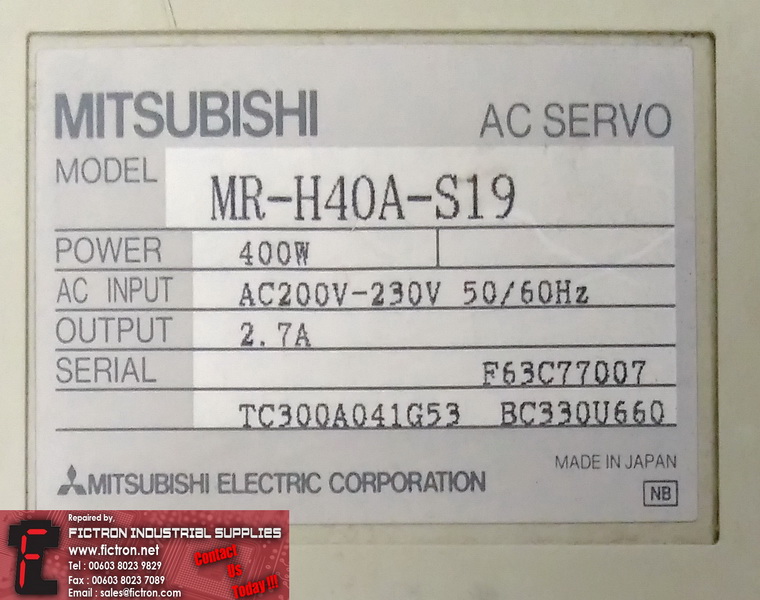 MITSUBISHI AC SERVO
MODEL MR-H40A-S19
POWER 400W
AC INPUT AC200V-230V 50/60Hz
OUTPUT 2.7A
SERIAL F63C77007
TC300A041G53 BC330U660
MADE IN JAPAN
MITSUBISHI ELECTRIC CORPORATION
NB
Repaired by,
FICTRON INDUSTRIAL SUPPLIES
www.fictron.net
Tel : 00603 8023 9829
Fax : 00603 8023 7089
Email : sales@fictron.com
Contact
Us
Today !!!